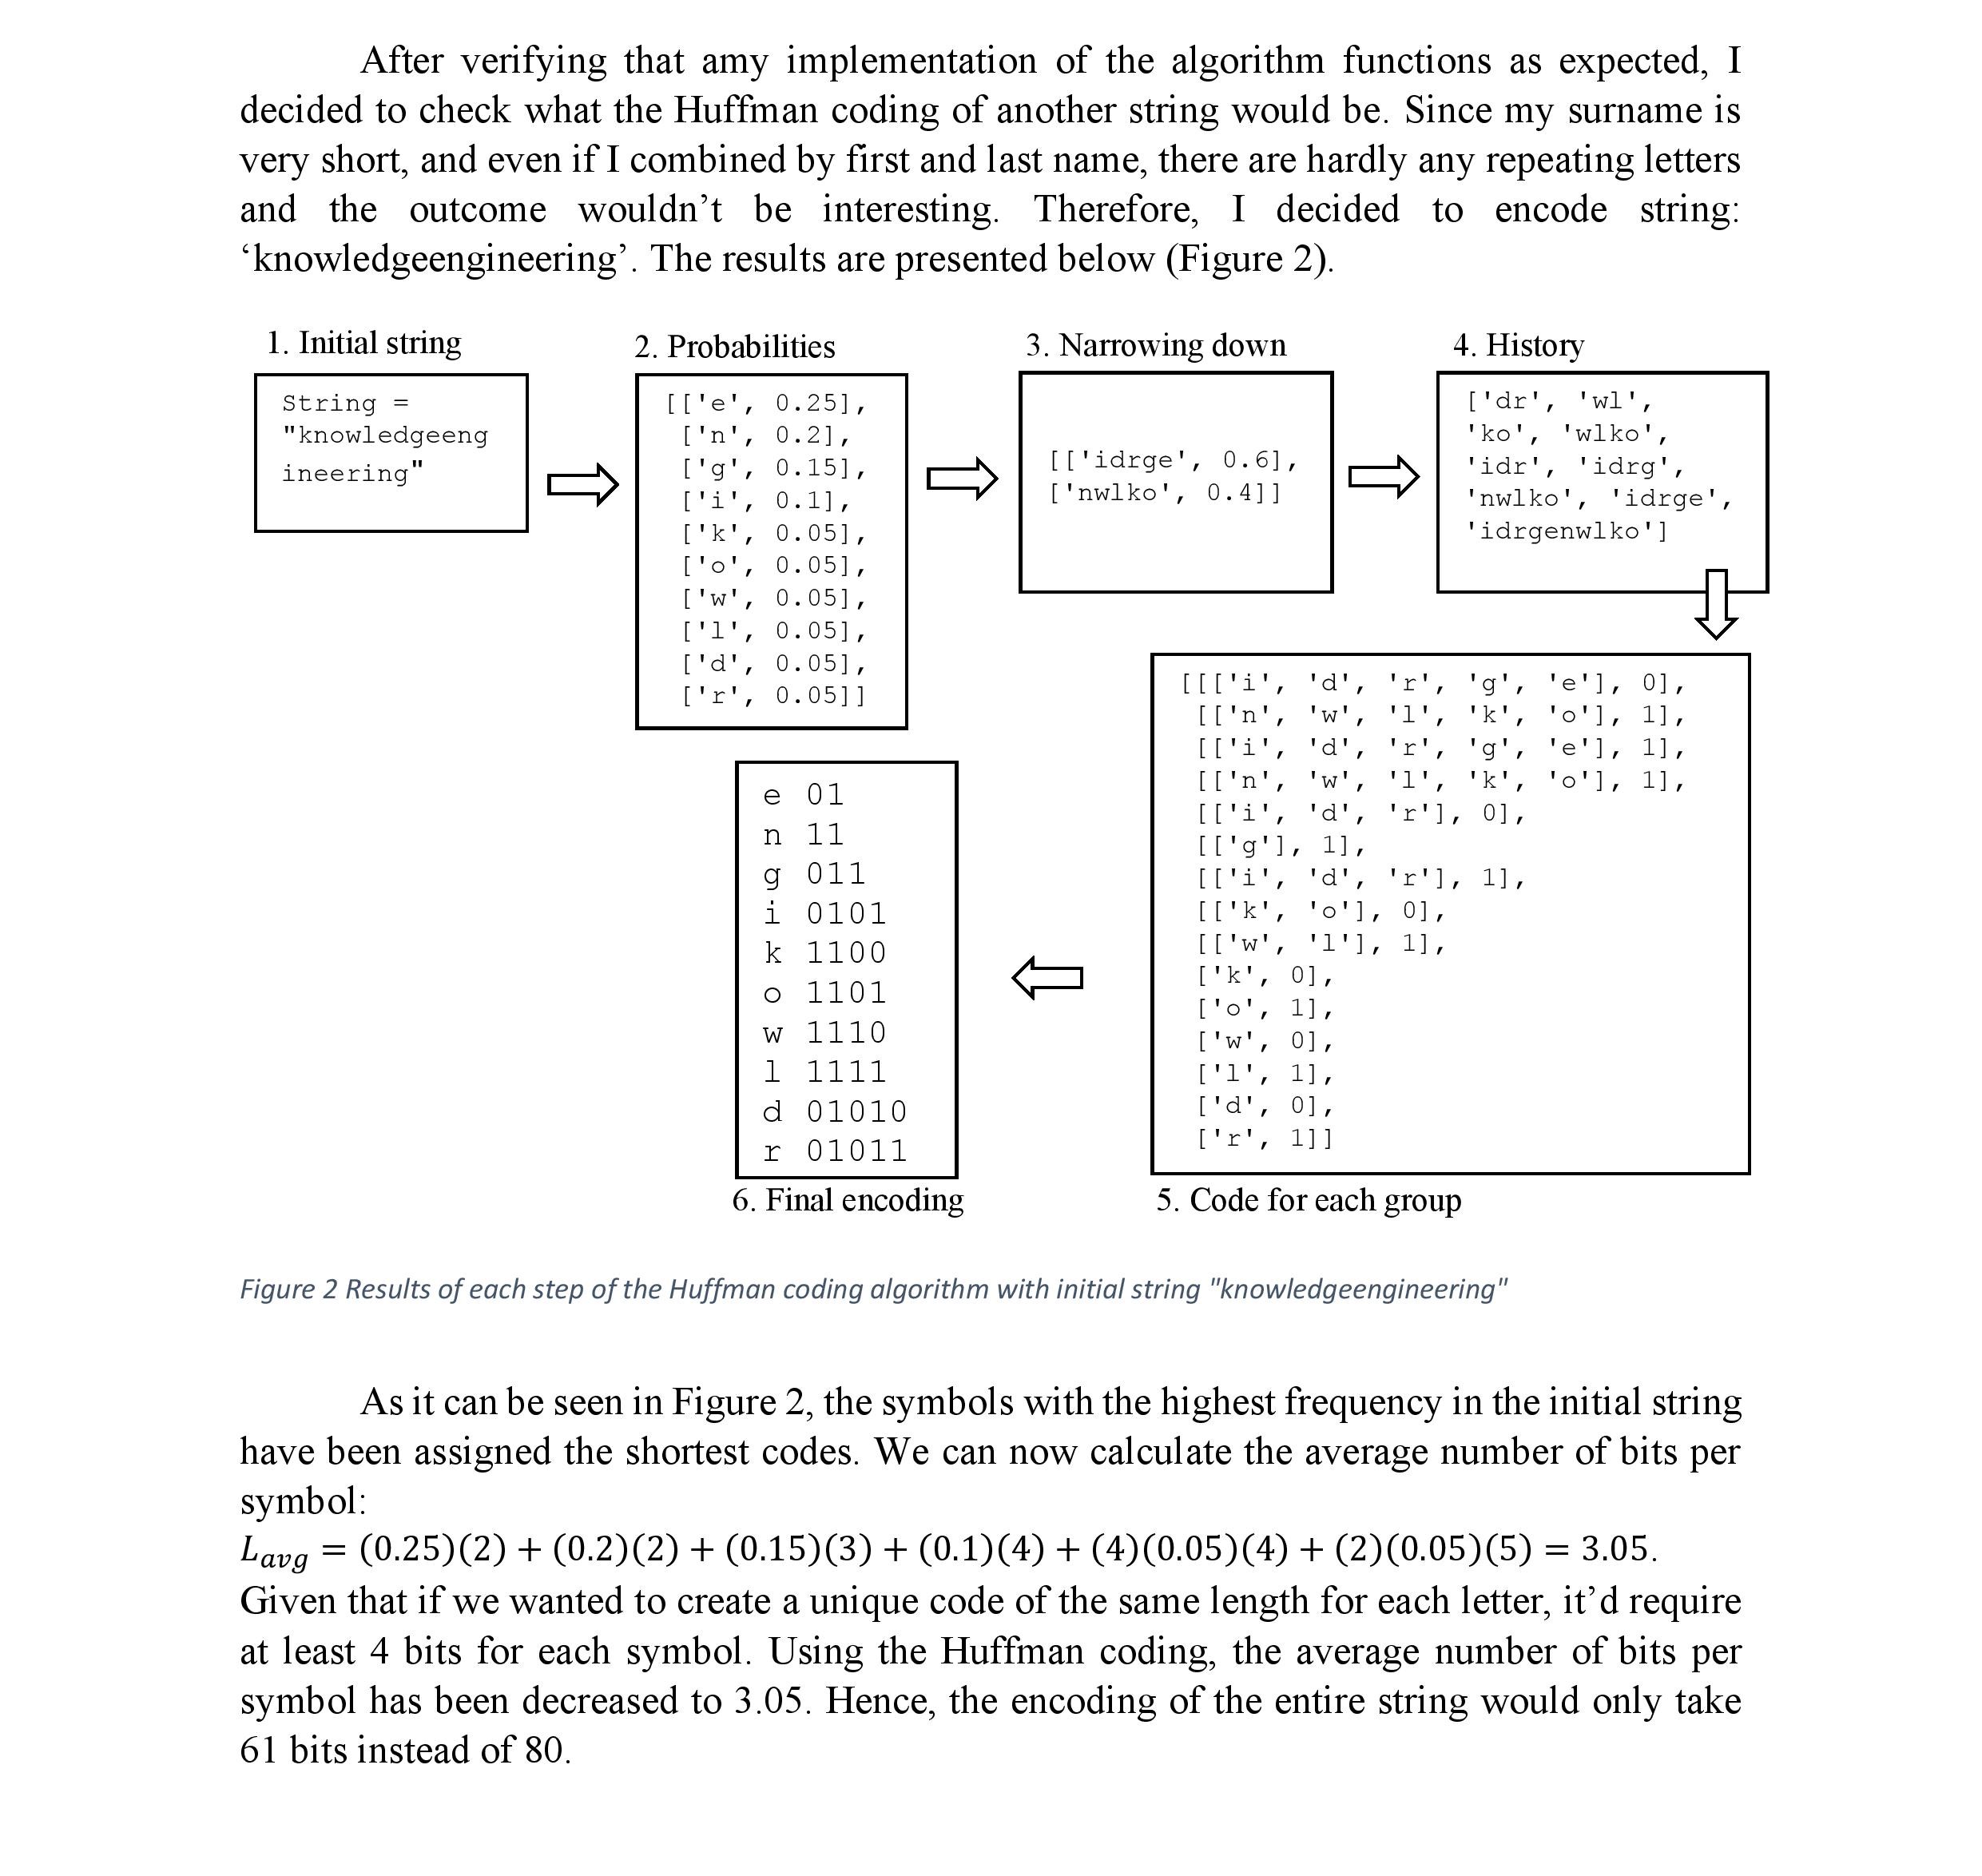 After verifying that amy implementation of the algorithm functions as expected, I
decided to check what the Huffman coding of another string would be. Since my surname is
very short, and even if I combined by first and last name, there are hardly any repeating letters
and the outcome wouldn’t be interesting. Therefore, I decided to encode string:
‘knowledgeengineering’. The results are presented below (Figure 2).
1. Initial string
String =
"knowledgeeng
ineering"
2. Probabilities
[['e', 0.25],
['n', 0.2],
['g', 0.15],
['i', 0.1],
['k', 0.05],
['o', 0.05],
['w', 0.05],
['l', 0.05],
['d', 0.05],
['r', 0.05]]
3. Narrowing down
[['idrge', 0.6],
['nwlko', 0.4]]
4. History
['dr', 'wl',
'ko', 'wlko',
'idr', 'idrg',
'nwlko', 'idrge',
'idrgenwlko']
[[['i', 'd', 'r', 'g', 'e'], 0],
[['n', 'w', 'l', 'k', 'o'], 1],
[['i', 'd', 'r', 'g', 'e'], 1],
[['n', 'w', 'l', 'k', 'o'], 1],
[['i', 'd', 'r'], 0],
[['g'], 1],
[['i', 'd', 'r'], 1],
[['k', 'o'], 0],
[['w', 'l'], 1],
['k', 0],
['o', 1],
['w', 0],
['l', 1],
['d', 0],
['r', 1]]
5. Code for each group
e 01
n 11
g 011
i 0101
k 1100
o 1101
w 1110
l 1111
d 01010
r 01011
6. Final encoding
Figure 2 Results of each step of the Huffman coding algorithm with initial string "knowledgeengineering"
As it can be seen in Figure 2, the symbols with the highest frequency in the initial string
have been assigned the shortest codes. We can now calculate the average number of bits per
symbol:
L_avg = (0.25)(2) + (0.2)(2) + (0.15)(3) + (0.1)(4) + (4)(0.05)(4) + (2)(0.05)(5) = 3.05.
Given that if we wanted to create a unique code of the same length for each letter, it’d require
at least 4 bits for each symbol. Using the Huffman coding, the average number of bits per
symbol has been decreased to 3.05. Hence, the encoding of the entire string would only take
61 bits instead of 80.